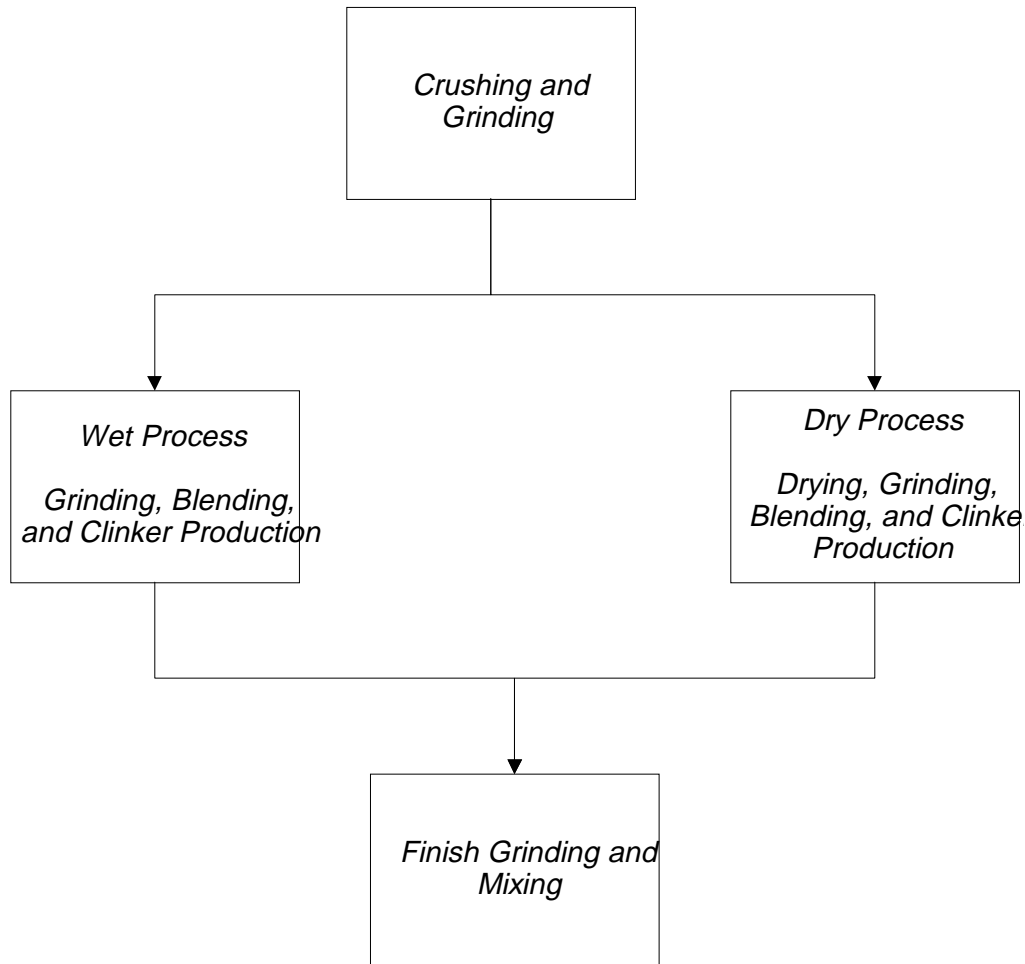 Crushing and
Grinding
Wet Process
Grinding, Blending,
and Clinker Production
Dry Process
Drying, Grinding,
Blending, and Clinker
Production
Finish Grinding and
Mixing